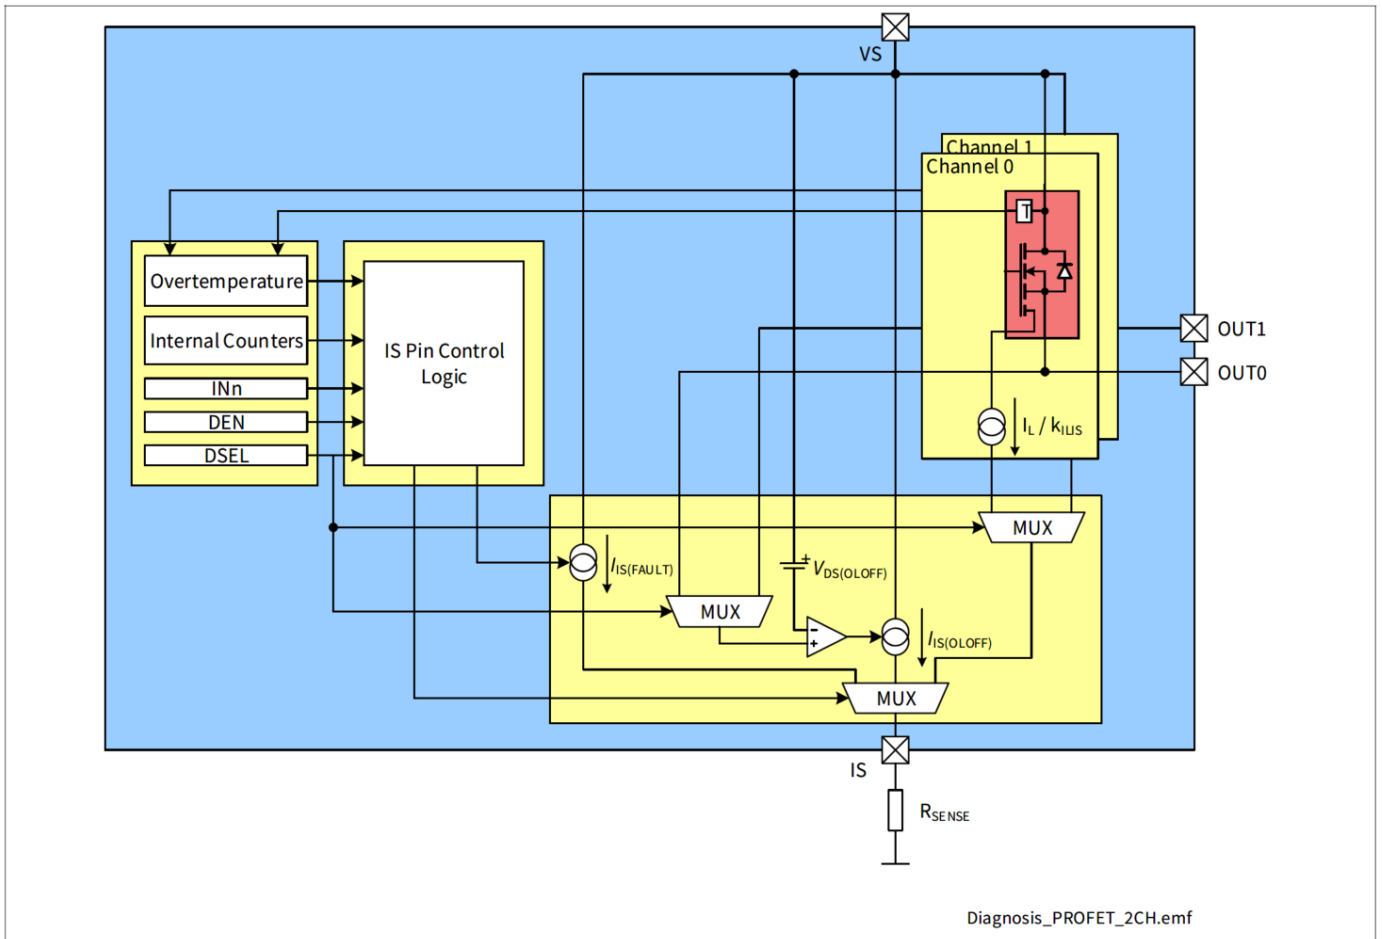 VS
Channel 1
Channel 0
T
Overtemperature
Internal Counters
INn
DEN
DSEL
IS Pin Control
Logic
OUT1
OUT0
IL / kILIS
MUX
IIS(FAULT)
+
VDS(OLOFF)
MUX
-
+
IIS(OLOFF)
MUX
IS
RSENSE
Diagnosis_PROFET_2CH.emf